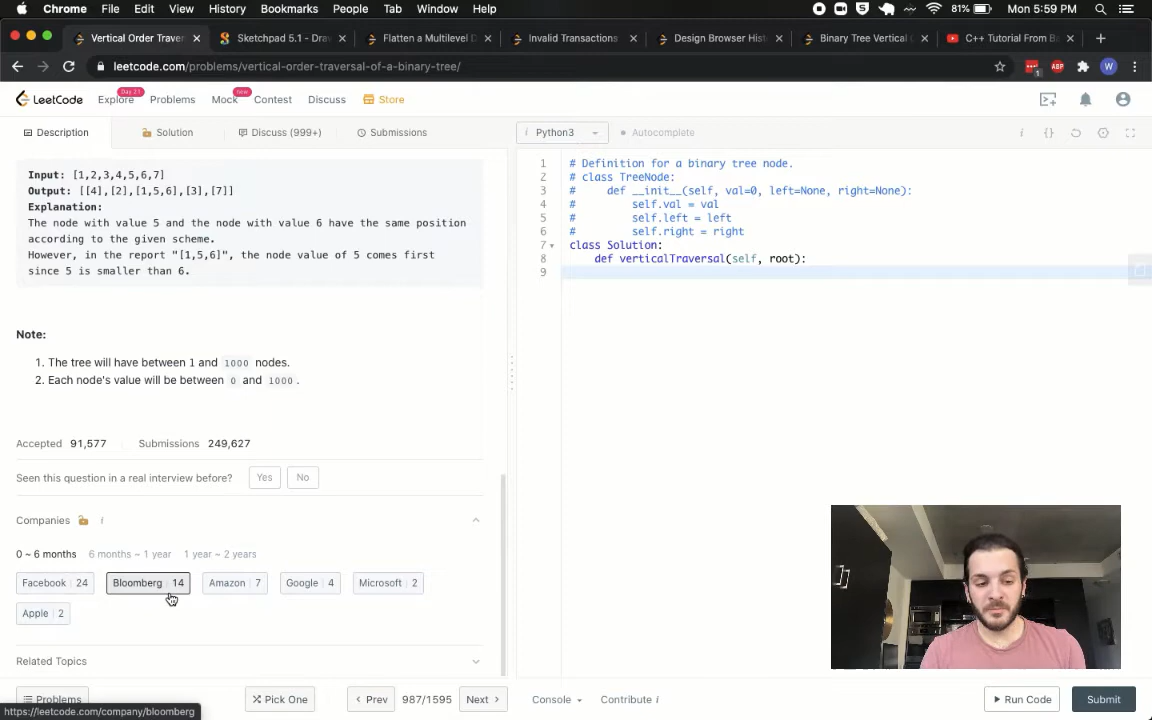 Chrome File Edit View History Bookmarks People Tab Window Help 81% Mon 5:59 PM
Vertical Order Traver × Sketchpad 5.1 - Draw × Flatten a Multilevel D × Invalid Transactions × Design Browser Hist × Binary Tree Vertical × C++ Tutorial From Ba × +
leetcode.com/problems/vertical-order-traversal-of-a-binary-tree/ 1 ABP W
Day 21 New
LeetCode Explore Problems Mock Contest Discuss Store
Description Solution Discuss (999+) Submissions i Python3 Autocomplete i {}
Input: [1,2,3,4,5,6,7]
Output: [[4],[2],[1,5,6],[3],[7]]
Explanation:
The node with value 5 and the node with value 6 have the same position
according to the given scheme.
However, in the report "[1,5,6]", the node value of 5 comes first
since 5 is smaller than 6.
Note:
1. The tree will have between 1 and 1000 nodes.
2. Each node's value will be between 0 and 1000 .
Accepted 91,577 Submissions 249,627
Seen this question in a real interview before? Yes No
Companies i
0 ~ 6 months 6 months ~ 1 year 1 year ~ 2 years
Facebook 24 Bloomberg 14 Amazon 7 Google 4 Microsoft 2
Apple 2
Related Topics
Problems Pick One Prev 987/1595 Next
https://leetcode.com/company/bloomberg
1 # Definition for a binary tree node.
2 # class TreeNode:
3 # def __init__(self, val=0, left=None, right=None):
4 # self.val = val
5 # self.left = left
6 # self.right = right
7 class Solution:
8 def verticalTraversal(self, root):
9
Console Contribute i Run Code Submit